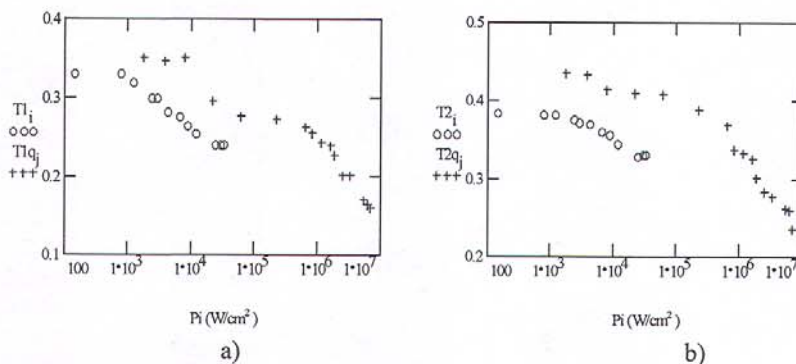 0.4
0.3
0.2
0.1
T1i
ooo
T1qj
+++
100 1•10³ 1•10⁴ 1•10⁵ 1•10⁶ 1•10⁷
Pi (W/cm²)
a)
0.5
0.4
0.3
0.2
T2i
ooo
T2qj
+++
100 1•10³ 1•10⁴ 1•10⁵ 1•10⁶ 1•10⁷
Pi (W/cm²)
b)